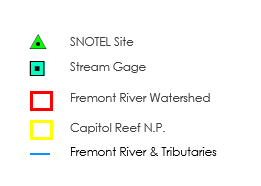 SNOTEL Site
Stream Gage
Fremont River Watershed
Capitol Reef N.P.
Fremont River & Tributaries